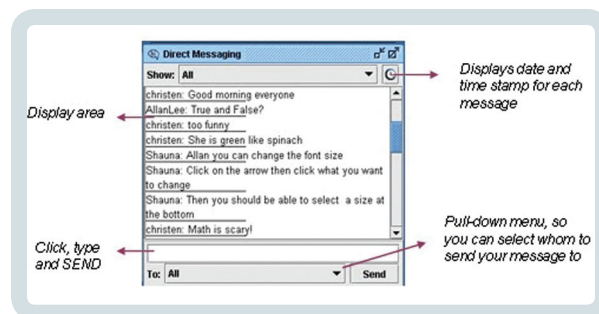 Direct Messaging
Show: All
christen: Good morning everyone
AllanLee: True and False?
christen: too funny
christen: She is green like spinach
Shauna: Allan you can change the font size
Shauna: Click on the arrow then click what you want
to change
Shauna: Then you should be able to select a size at
the bottom
christen: Math is scary!
To: All
Send
Display area
Click, type
and SEND
Displays date and
time stamp for each
message
Pull-down menu, so
you can select whom to
send your message to